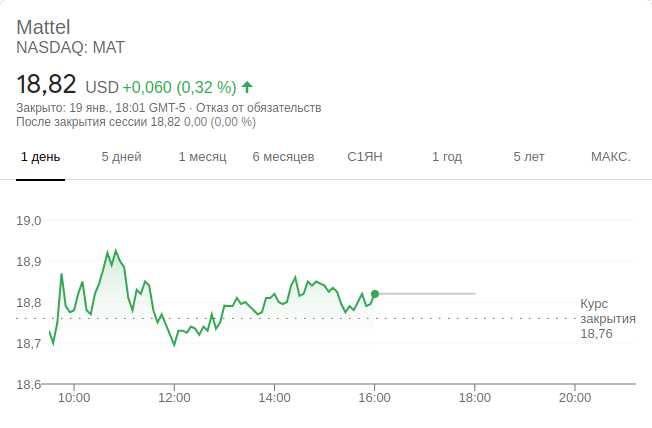 Mattel
NASDAQ: MAT
18,82 USD +0,060 (0,32 %)
Закрыто: 19 янв., 18:01 GMT-5 · Отказ от обязательств
После закрытия сессии 18,82 0,00 (0,00 %)
1 день 5 дней 1 месяц 6 месяцев С1ЯН 1 год 5 лет МАКС.
19,0
18,9
18,8
18,7
18,6
Курс
закрытия
18,76
10:00 12:00 14:00 16:00 18:00 20:00